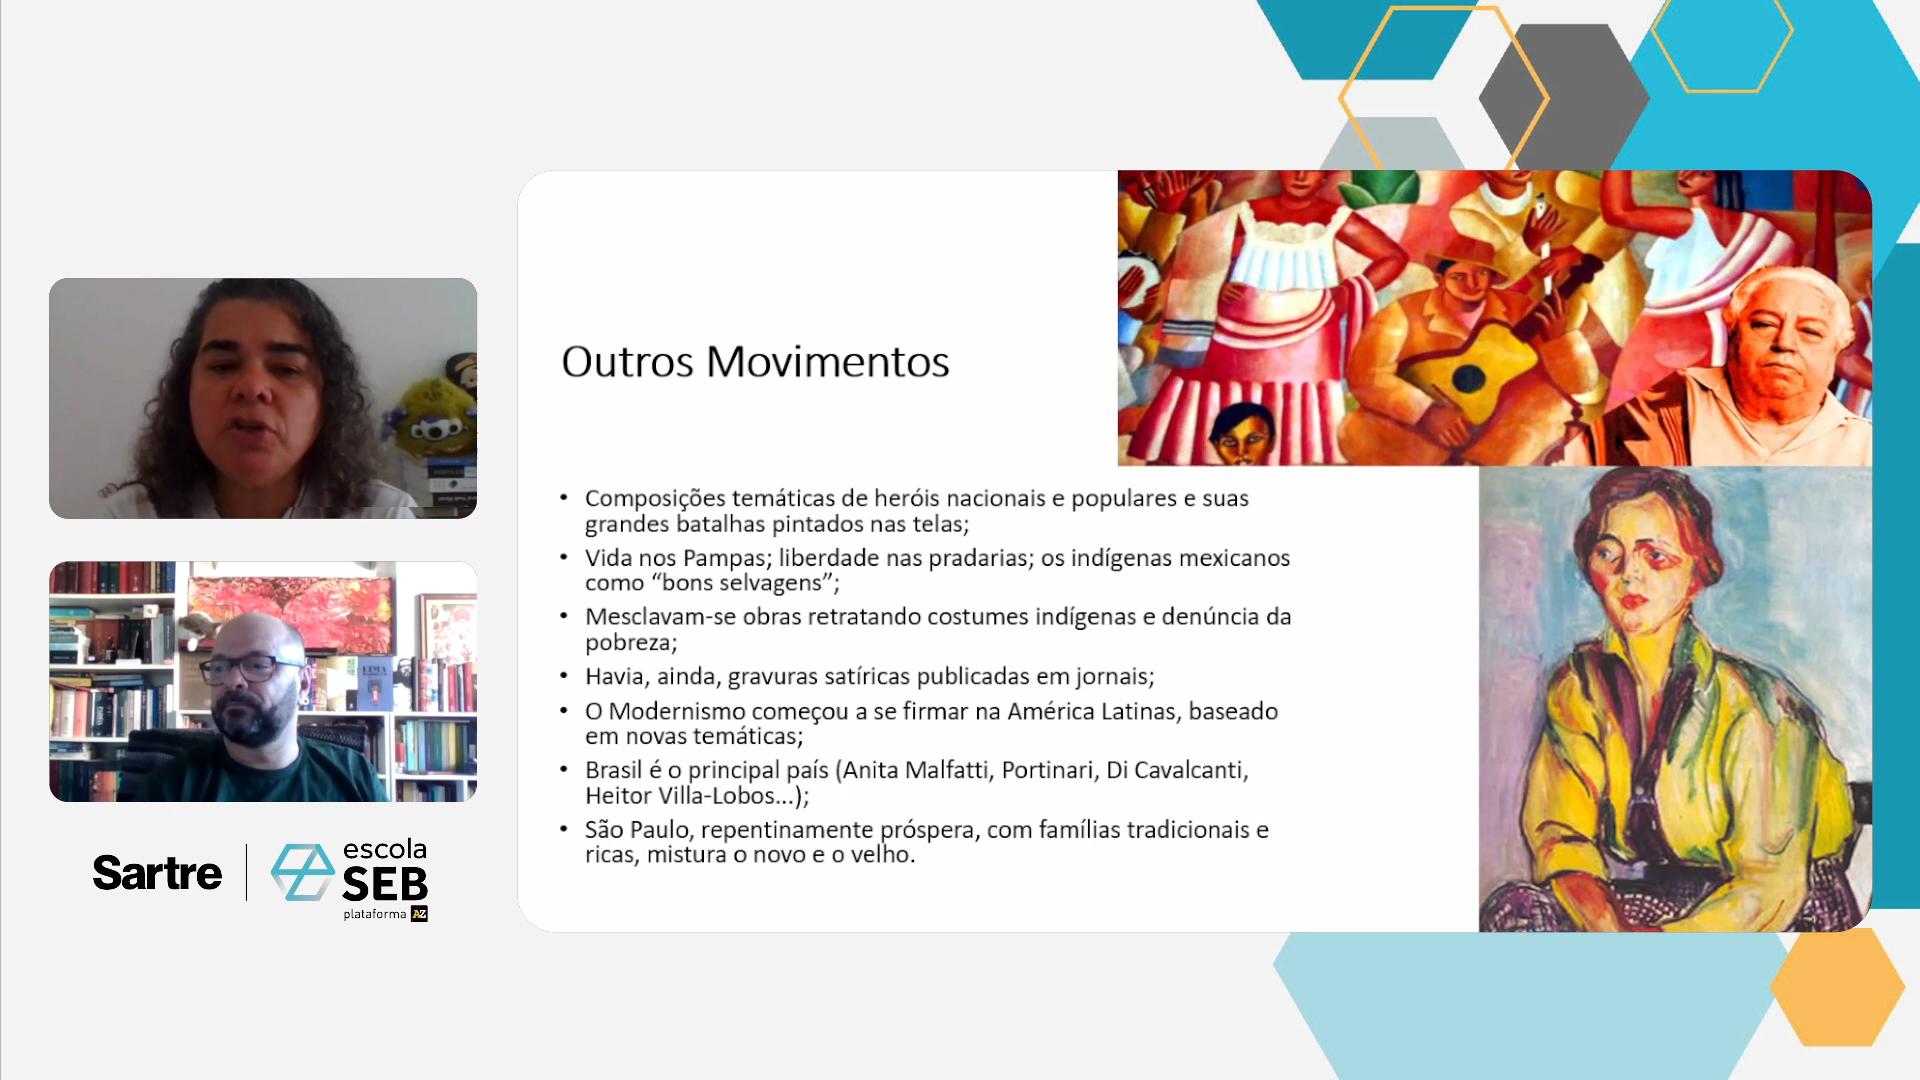 Outros Movimentos
• Composições temáticas de heróis nacionais e populares e suas
grandes batalhas pintados nas telas;
• Vida nos Pampas; liberdade nas pradarias; os indígenas mexicanos
como “bons selvagens”;
• Mesclavam-se obras retratando costumes indígenas e denúncia da
pobreza;
• Havia, ainda, gravuras satíricas publicadas em jornais;
• O Modernismo começou a se firmar na América Latinas, baseado
em novas temáticas;
• Brasil é o principal país (Anita Malfatti, Portinari, Di Cavalcanti,
Heitor Villa-Lobos...);
• São Paulo, repentinamente próspera, com famílias tradicionais e
ricas, mistura o novo e o velho.
Sartre
escola
SEB
plataforma AZ